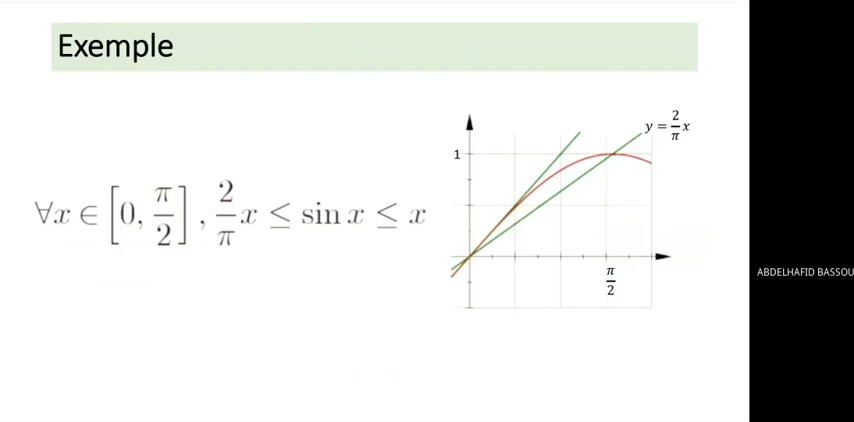 Exemple
∀x ∈ [0, π/2], 2/π x ≤ sin x ≤ x
y = 2/π x
1
π/2
ABDELHAFID BASSOU